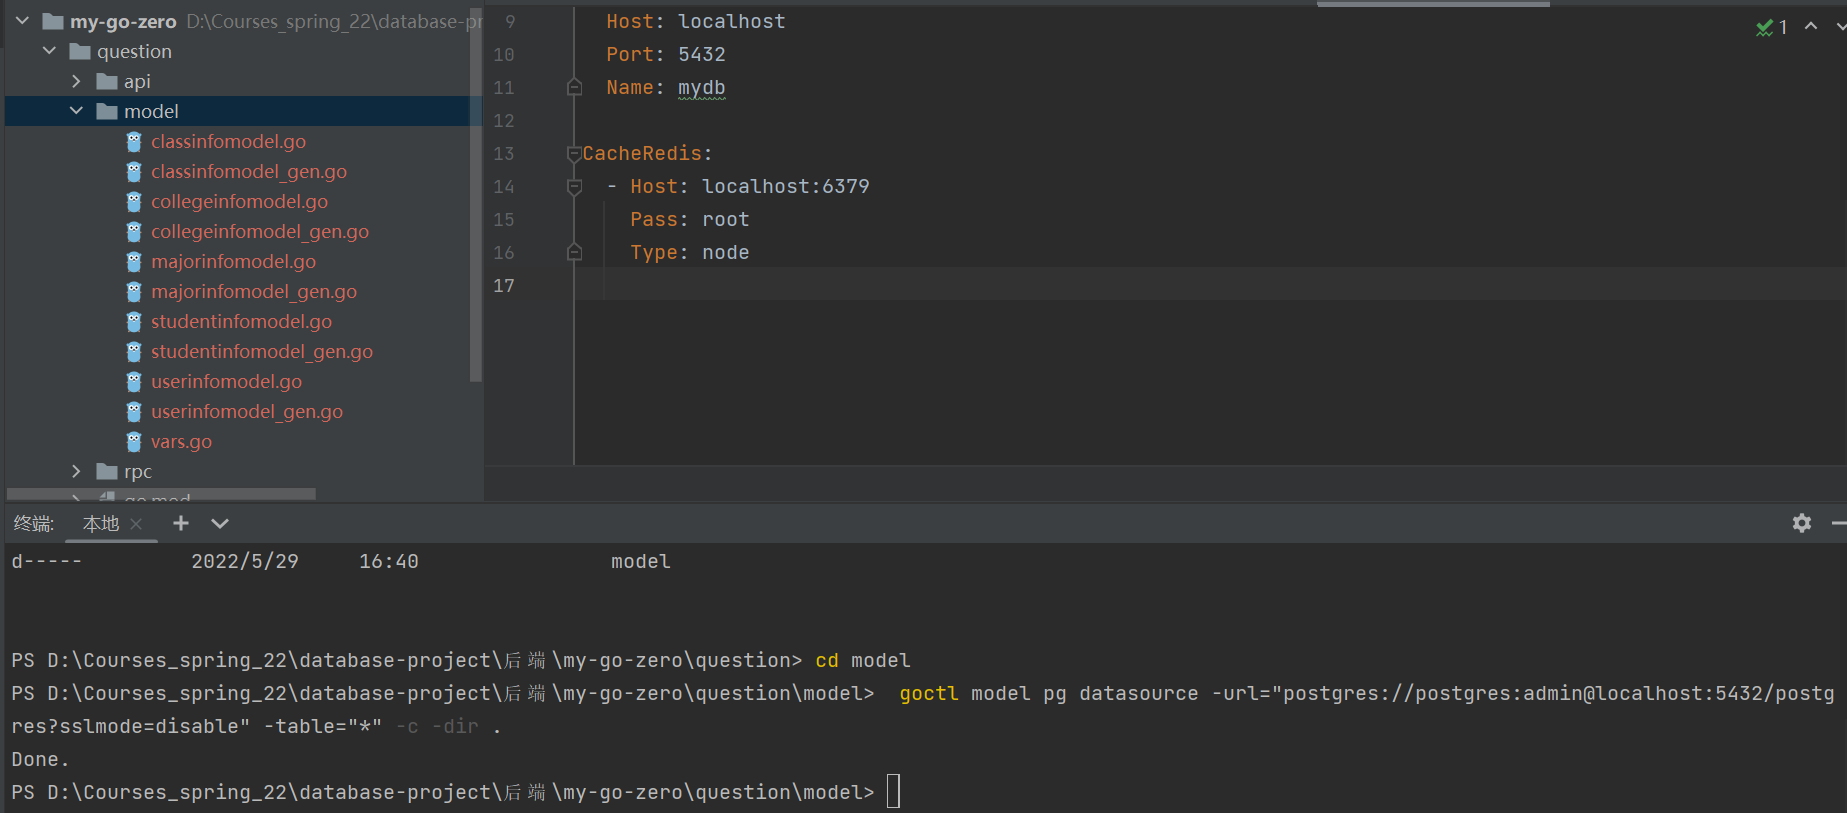 my-go-zero D:\Courses_spring_22\database-pr
question
api
model
classinfomodel.go
classinfomodel_gen.go
collegeinfomodel.go
collegeinfomodel_gen.go
majorinfomodel.go
majorinfomodel_gen.go
studentinfomodel.go
studentinfomodel_gen.go
userinfomodel.go
userinfomodel_gen.go
vars.go
rpc
go.mod
9 Host: localhost
10 Port: 5432
11 Name: mydb
12
13 CacheRedis:
14 - Host: localhost:6379
15 Pass: root
16 Type: node
17
1
终端: 本地
d----- 2022/5/29 16:40 model
PS D:\Courses_spring_22\database-project\后端\my-go-zero\question> cd model
PS D:\Courses_spring_22\database-project\后端\my-go-zero\question\model> goctl model pg datasource -url="postgres://postgres:admin@localhost:5432/postg
res?sslmode=disable" -table="*" -c -dir .
Done.
PS D:\Courses_spring_22\database-project\后端\my-go-zero\question\model>